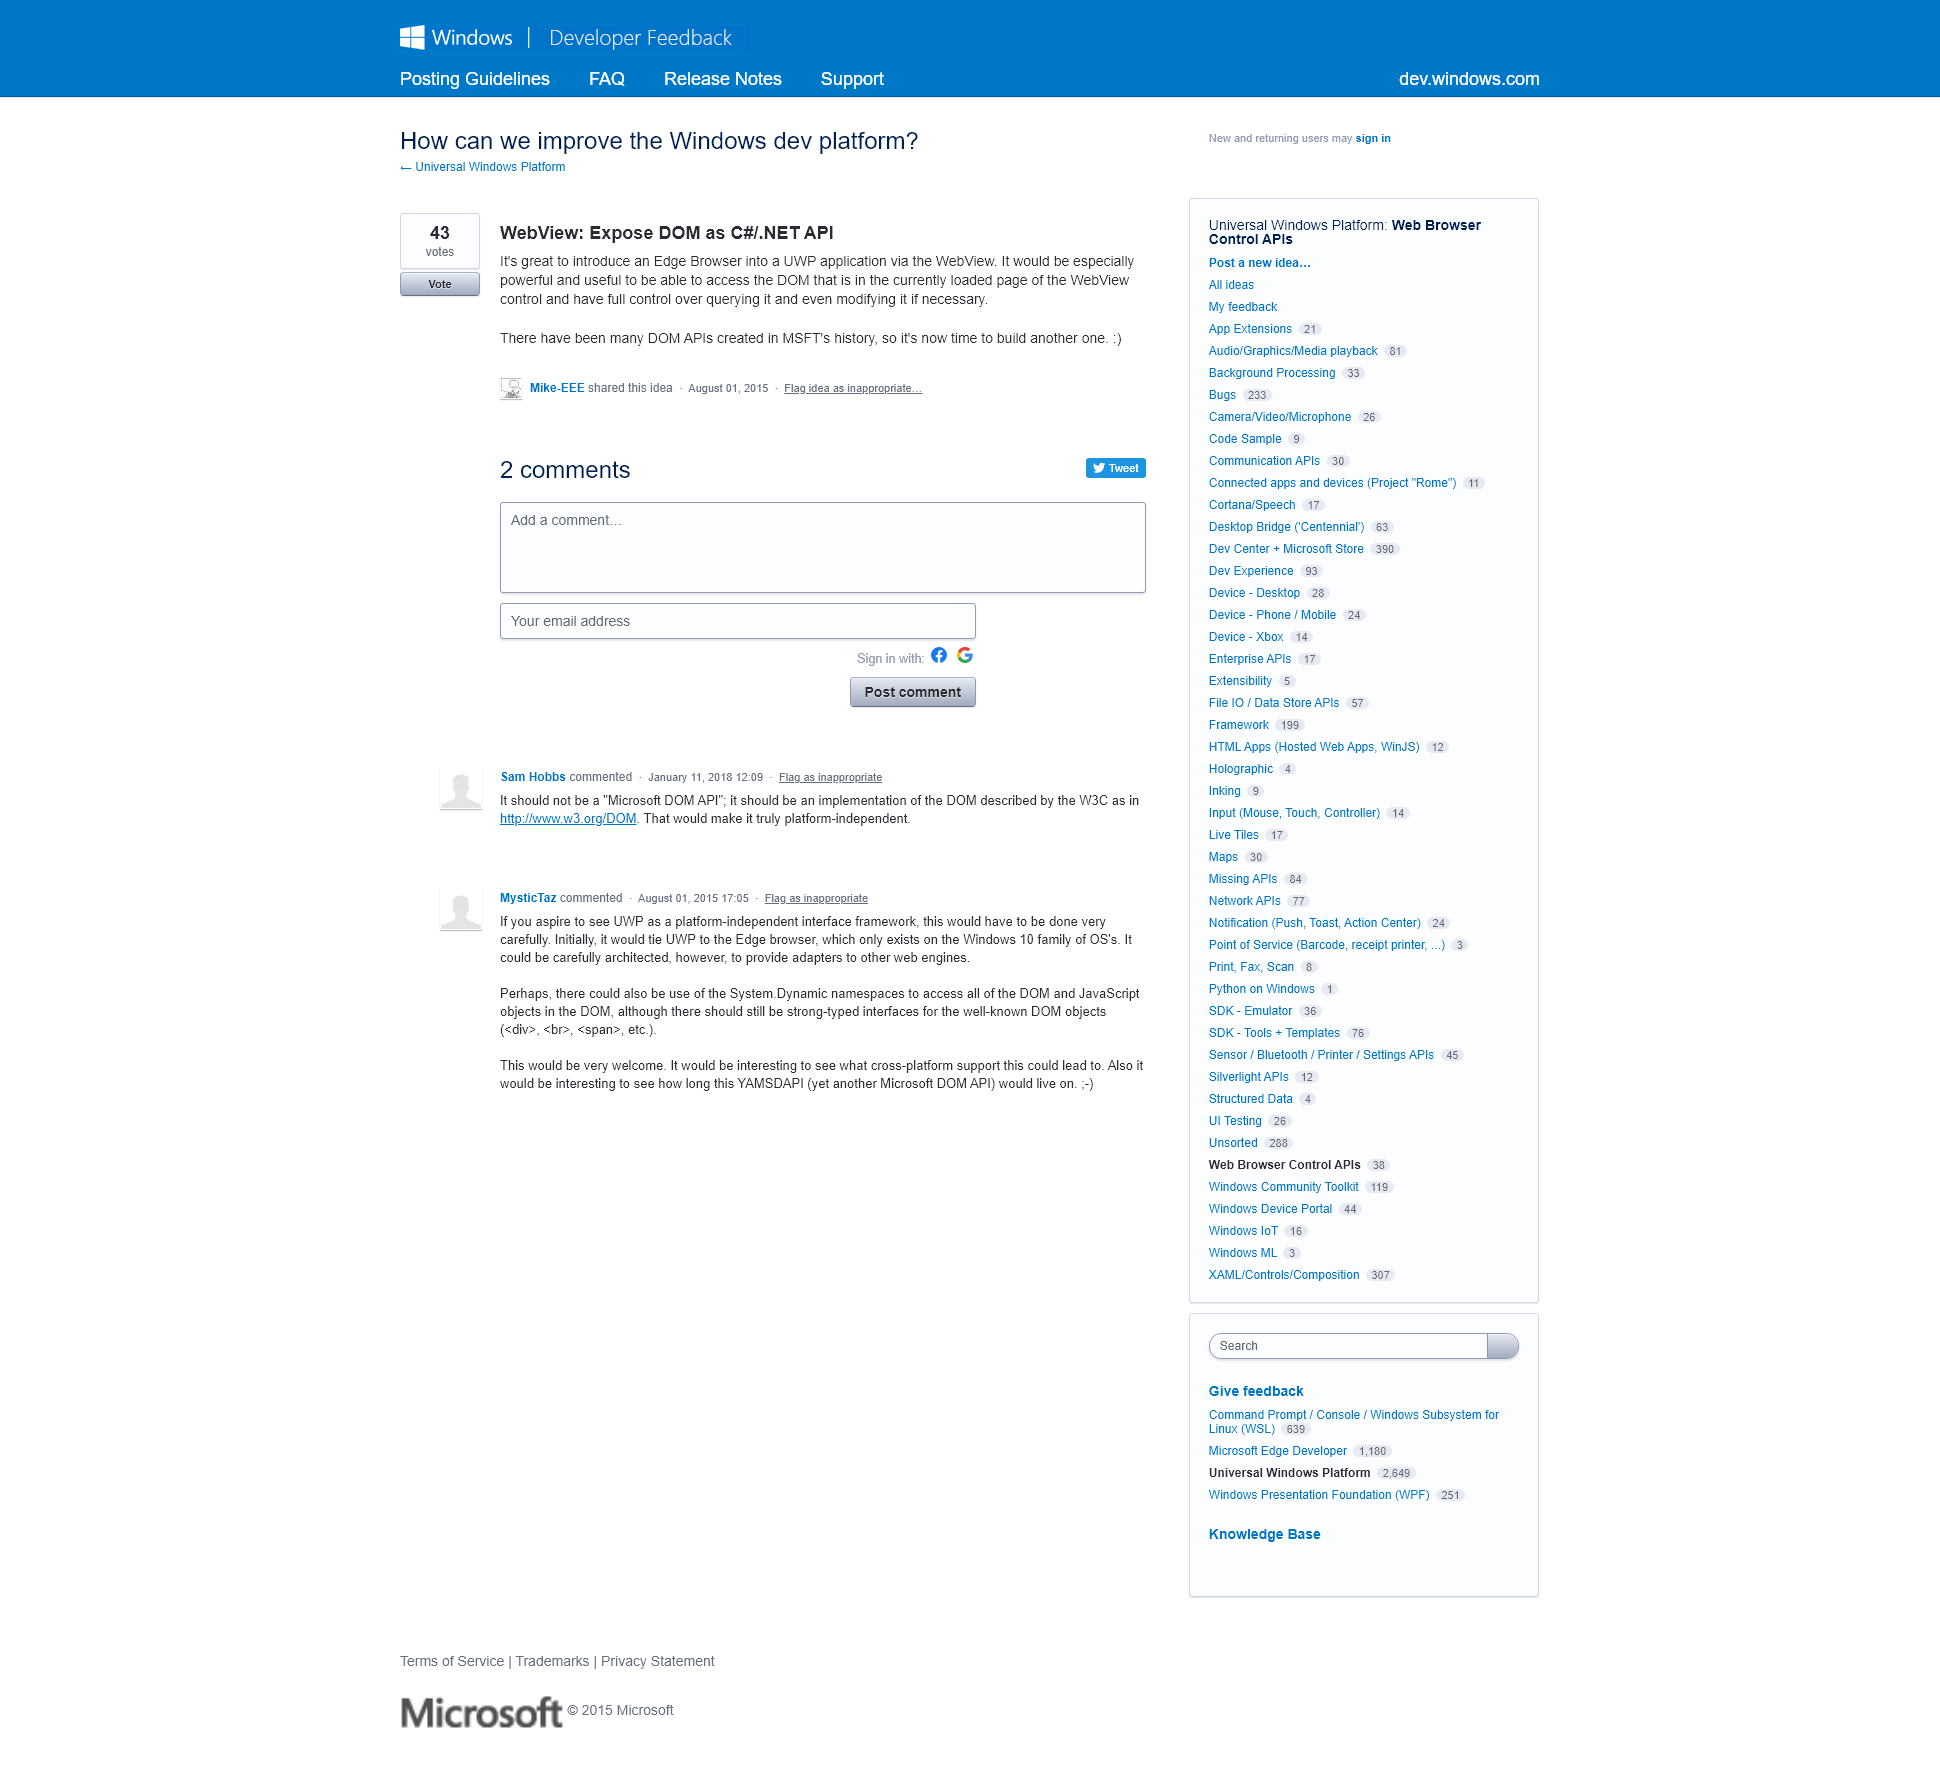 Windows | Developer Feedback
Posting Guidelines FAQ Release Notes Support dev.windows.com
How can we improve the Windows dev platform?
← Universal Windows Platform
New and returning users may sign in
43
votes
Vote
WebView: Expose DOM as C#/.NET API
It's great to introduce an Edge Browser into a UWP application via the WebView. It would be especially
powerful and useful to be able to access the DOM that is in the currently loaded page of the WebView
control and have full control over querying it and even modifying it if necessary.
There have been many DOM APIs created in MSFT's history, so it's now time to build another one. :)
Mike-EEE shared this idea · August 01, 2015 · Flag idea as inappropriate…
2 comments
Tweet
Add a comment…
Your email address
Sign in with:
Post comment
Sam Hobbs commented · January 11, 2018 12:09 · Flag as inappropriate
It should not be a "Microsoft DOM API"; it should be an implementation of the DOM described by the W3C as in
http://www.w3.org/DOM. That would make it truly platform-independent.
MysticTaz commented · August 01, 2015 17:05 · Flag as inappropriate
If you aspire to see UWP as a platform-independent interface framework, this would have to be done very
carefully. Initially, it would tie UWP to the Edge browser, which only exists on the Windows 10 family of OS's. It
could be carefully architected, however, to provide adapters to other web engines.
Perhaps, there could also be use of the System.Dynamic namespaces to access all of the DOM and JavaScript
objects in the DOM, although there should still be strong-typed interfaces for the well-known DOM objects
(<div>, <br>, <span>, etc.).
This would be very welcome. It would be interesting to see what cross-platform support this could lead to. Also it
would be interesting to see how long this YAMSDAPI (yet another Microsoft DOM API) would live on. ;-)
Universal Windows Platform: Web Browser
Control APIs
Post a new idea…
All ideas
My feedback
App Extensions 21
Audio/Graphics/Media playback 81
Background Processing 33
Bugs 233
Camera/Video/Microphone 26
Code Sample 9
Communication APIs 30
Connected apps and devices (Project "Rome") 11
Cortana/Speech 17
Desktop Bridge ('Centennial') 63
Dev Center + Microsoft Store 390
Dev Experience 93
Device - Desktop 28
Device - Phone / Mobile 24
Device - Xbox 14
Enterprise APIs 17
Extensibility 5
File IO / Data Store APIs 57
Framework 199
HTML Apps (Hosted Web Apps, WinJS) 12
Holographic 4
Inking 9
Input (Mouse, Touch, Controller) 14
Live Tiles 17
Maps 30
Missing APIs 84
Network APIs 77
Notification (Push, Toast, Action Center) 24
Point of Service (Barcode, receipt printer, ...) 3
Print, Fax, Scan 8
Python on Windows 1
SDK - Emulator 36
SDK - Tools + Templates 76
Sensor / Bluetooth / Printer / Settings APIs 45
Silverlight APIs 12
Structured Data 4
UI Testing 26
Unsorted 288
Web Browser Control APIs 38
Windows Community Toolkit 119
Windows Device Portal 44
Windows IoT 16
Windows ML 3
XAML/Controls/Composition 307
Search
Give feedback
Command Prompt / Console / Windows Subsystem for
Linux (WSL) 639
Microsoft Edge Developer 1,180
Universal Windows Platform 2,649
Windows Presentation Foundation (WPF) 251
Knowledge Base
Terms of Service | Trademarks | Privacy Statement
Microsoft © 2015 Microsoft